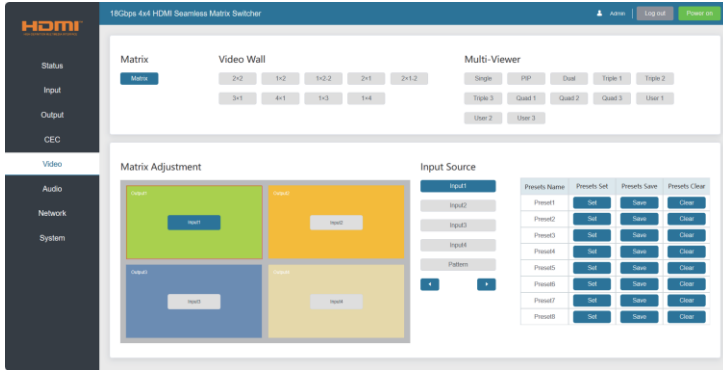 HDMI
18Gbps 4x4 HDMI Seamless Matrix Switcher
Admin
Log out
Power on
Status
Input
Output
CEC
Video
Audio
Network
System
Matrix
Matrix
Video Wall
2×2 1×2 1×2-2 2×1 2×1-2
3×1 4×1 1×3 1×4
Multi-Viewer
Single PIP Dual Triple 1 Triple 2
Triple 3 Quad 1 Quad 2 Quad 3 User 1
User 2 User 3
Matrix Adjustment
Output1
Input1
Output2
Input2
Output3
Input3
Output4
Input4
Input Source
Input1
Input2
Input3
Input4
Pattern
Presets Name Presets Set Presets Save Presets Clear
Preset1 Set Save Clear
Preset2 Set Save Clear
Preset3 Set Save Clear
Preset4 Set Save Clear
Preset5 Set Save Clear
Preset6 Set Save Clear
Preset7 Set Save Clear
Preset8 Set Save Clear